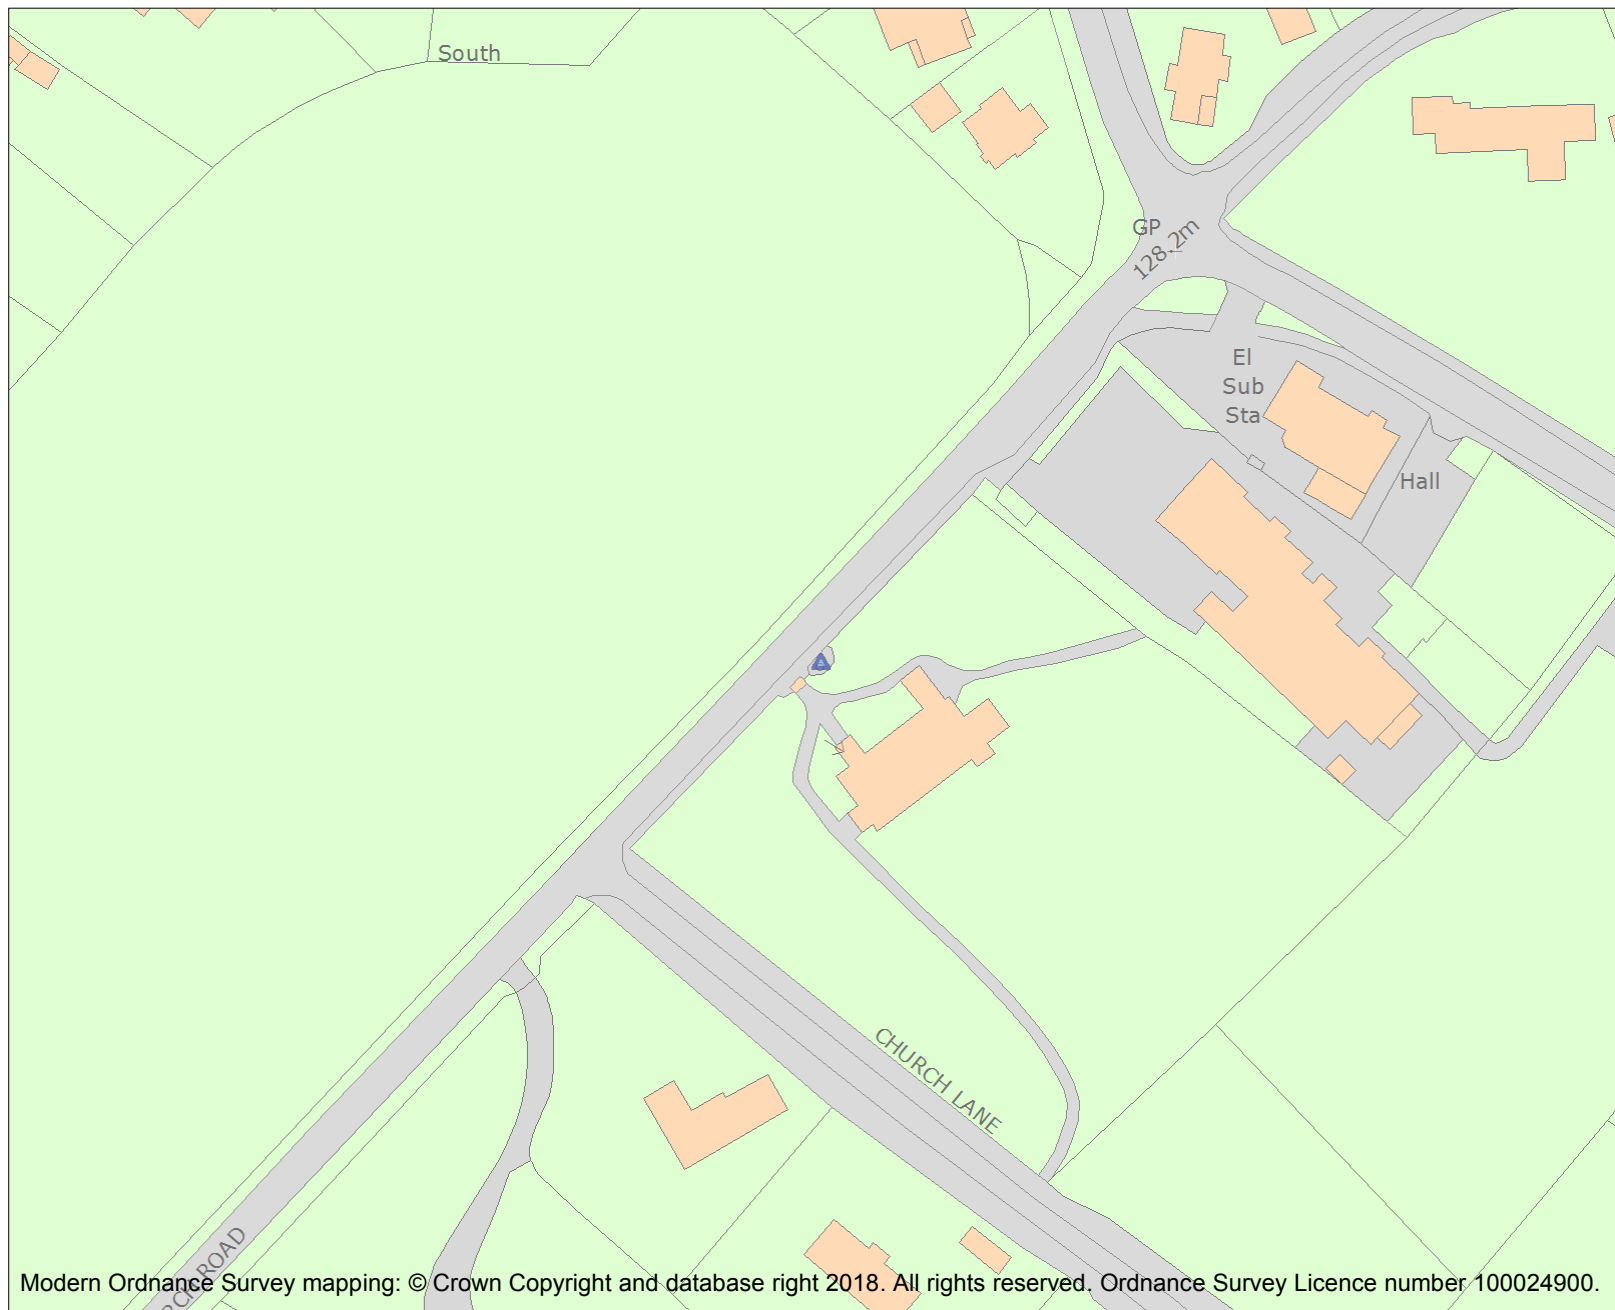 South
GP
128.2m
El
Sub
Sta
Hall
CHURCH LANE
ROAD
Modern Ordnance Survey mapping: © Crown Copyright and database right 2018. All rights reserved. Ordnance Survey Licence number 100024900.